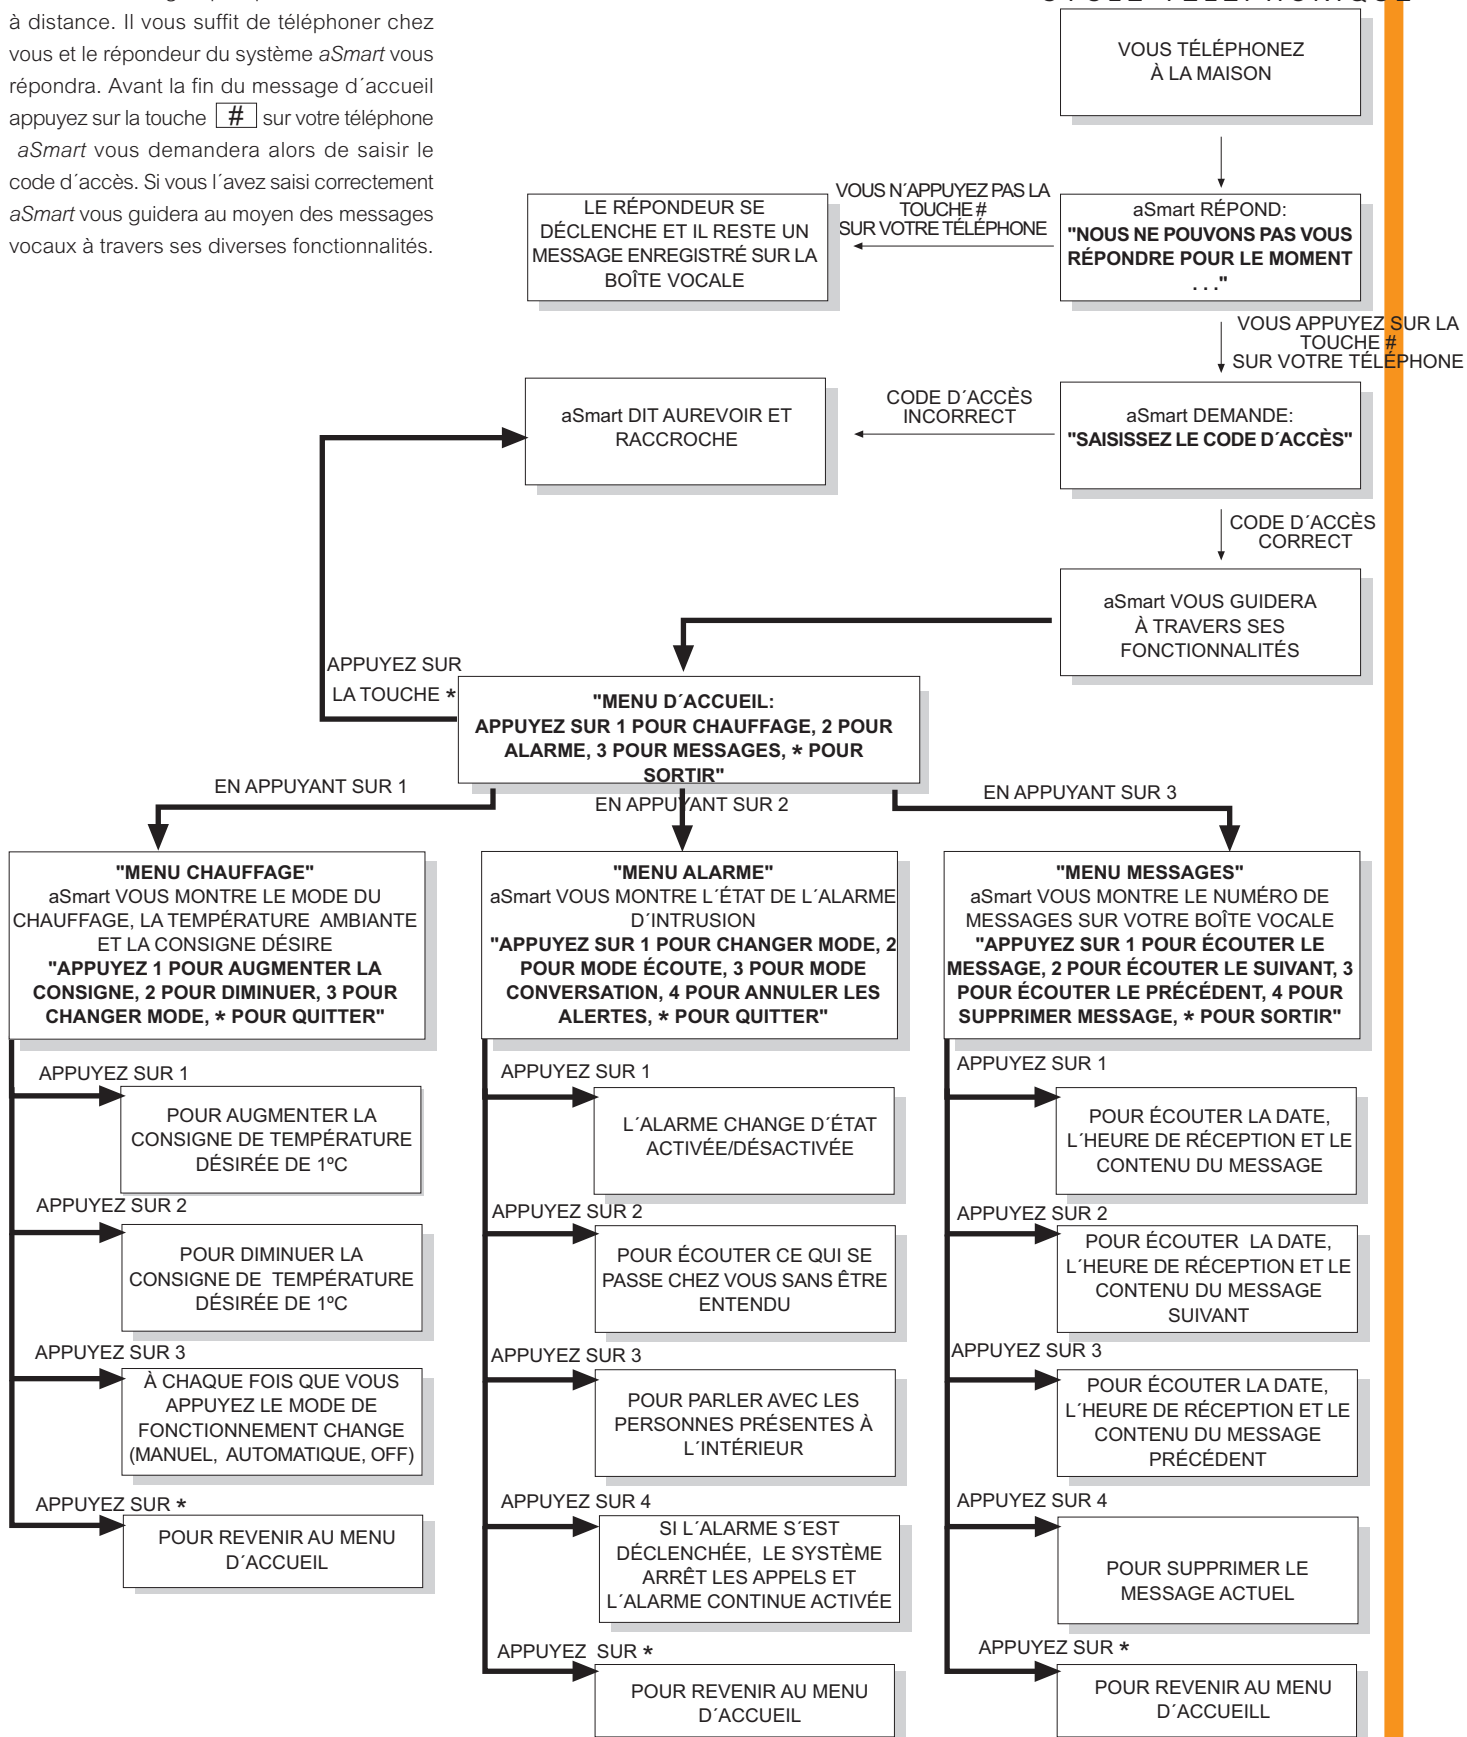 à distance. Il vous suffit de téléphoner chez
vous et le répondeur du système aSmart vous
répondra. Avant la fin du message d´accueil
appuyez sur la touche # sur votre téléphone
aSmart vous demandera alors de saisir le
code d´accès. Si vous l´avez saisi correctement
aSmart vous guidera au moyen des messages
vocaux à travers ses diverses fonctionnalités.
VOUS TÉLÉPHONEZ
À LA MAISON
VOUS N´APPUYEZ PAS LA
TOUCHE #
SUR VOTRE TÉLÉPHONE
LE RÉPONDEUR SE
DÉCLENCHE ET IL RESTE UN
MESSAGE ENREGISTRÉ SUR LA
BOÎTE VOCALE
aSmart RÉPOND:
"NOUS NE POUVONS PAS VOUS
RÉPONDRE POUR LE MOMENT
. . ."
VOUS APPUYEZ SUR LA
TOUCHE #
SUR VOTRE TÉLÉPHONE
aSmart DIT AUREVOIR ET
RACCROCHE
CODE D´ACCÈS
INCORRECT
aSmart DEMANDE:
"SAISISSEZ LE CODE D´ACCÈS"
CODE D´ACCÈS
CORRECT
aSmart VOUS GUIDERA
À TRAVERS SES
FONCTIONNALITÉS
APPUYEZ SUR
LA TOUCHE *
"MENU D´ACCUEIL:
APPUYEZ SUR 1 POUR CHAUFFAGE, 2 POUR
ALARME, 3 POUR MESSAGES, * POUR
SORTIR"
EN APPUYANT SUR 1
EN APPUYANT SUR 2
EN APPUYANT SUR 3
"MENU CHAUFFAGE"
aSmart VOUS MONTRE LE MODE DU
CHAUFFAGE, LA TEMPÉRATURE AMBIANTE
ET LA CONSIGNE DÉSIRE
"APPUYEZ 1 POUR AUGMENTER LA
CONSIGNE, 2 POUR DIMINUER, 3 POUR
CHANGER MODE, * POUR QUITTER"
APPUYEZ SUR 1
POUR AUGMENTER LA
CONSIGNE DE TEMPÉRATURE
DÉSIRÉE DE 1ºC
APPUYEZ SUR 2
POUR DIMINUER LA
CONSIGNE DE TEMPÉRATURE
DÉSIRÉE DE 1ºC
APPUYEZ SUR 3
À CHAQUE FOIS QUE VOUS
APPUYEZ LE MODE DE
FONCTIONNEMENT CHANGE
(MANUEL, AUTOMATIQUE, OFF)
APPUYEZ SUR *
POUR REVENIR AU MENU
D´ACCUEIL
"MENU ALARME"
aSmart VOUS MONTRE L´ÉTAT DE L´ALARME
D´INTRUSION
"APPUYEZ SUR 1 POUR CHANGER MODE, 2
POUR MODE ÉCOUTE, 3 POUR MODE
CONVERSATION, 4 POUR ANNULER LES
ALERTES, * POUR QUITTER"
APPUYEZ SUR 1
L´ALARME CHANGE D´ÉTAT
ACTIVÉE/DÉSACTIVÉE
APPUYEZ SUR 2
POUR ÉCOUTER CE QUI SE
PASSE CHEZ VOUS SANS ÊTRE
ENTENDU
APPUYEZ SUR 3
POUR PARLER AVEC LES
PERSONNES PRÉSENTES À
L´INTÉRIEUR
APPUYEZ SUR 4
SI L´ALARME S´EST
DÉCLENCHÉE, LE SYSTÈME
ARRÊT LES APPELS ET
L´ALARME CONTINUE ACTIVÉE
APPUYEZ SUR *
POUR REVENIR AU MENU
D´ACCUEIL
"MENU MESSAGES"
aSmart VOUS MONTRE LE NUMÉRO DE
MESSAGES SUR VOTRE BOÎTE VOCALE
"APPUYEZ SUR 1 POUR ÉCOUTER LE
MESSAGE, 2 POUR ÉCOUTER LE SUIVANT, 3
POUR ÉCOUTER LE PRÉCÉDENT, 4 POUR
SUPPRIMER MESSAGE, * POUR SORTIR"
APPUYEZ SUR 1
POUR ÉCOUTER LA DATE,
L´HEURE DE RÉCEPTION ET LE
CONTENU DU MESSAGE
APPUYEZ SUR 2
POUR ÉCOUTER LA DATE,
L´HEURE DE RÉCEPTION ET LE
CONTENU DU MESSAGE
SUIVANT
APPUYEZ SUR 3
POUR ÉCOUTER LA DATE,
L´HEURE DE RÉCEPTION ET LE
CONTENU DU MESSAGE
PRÉCÉDENT
APPUYEZ SUR 4
POUR SUPPRIMER LE
MESSAGE ACTUEL
APPUYEZ SUR *
POUR REVENIR AU MENU
D´ACCUEILL